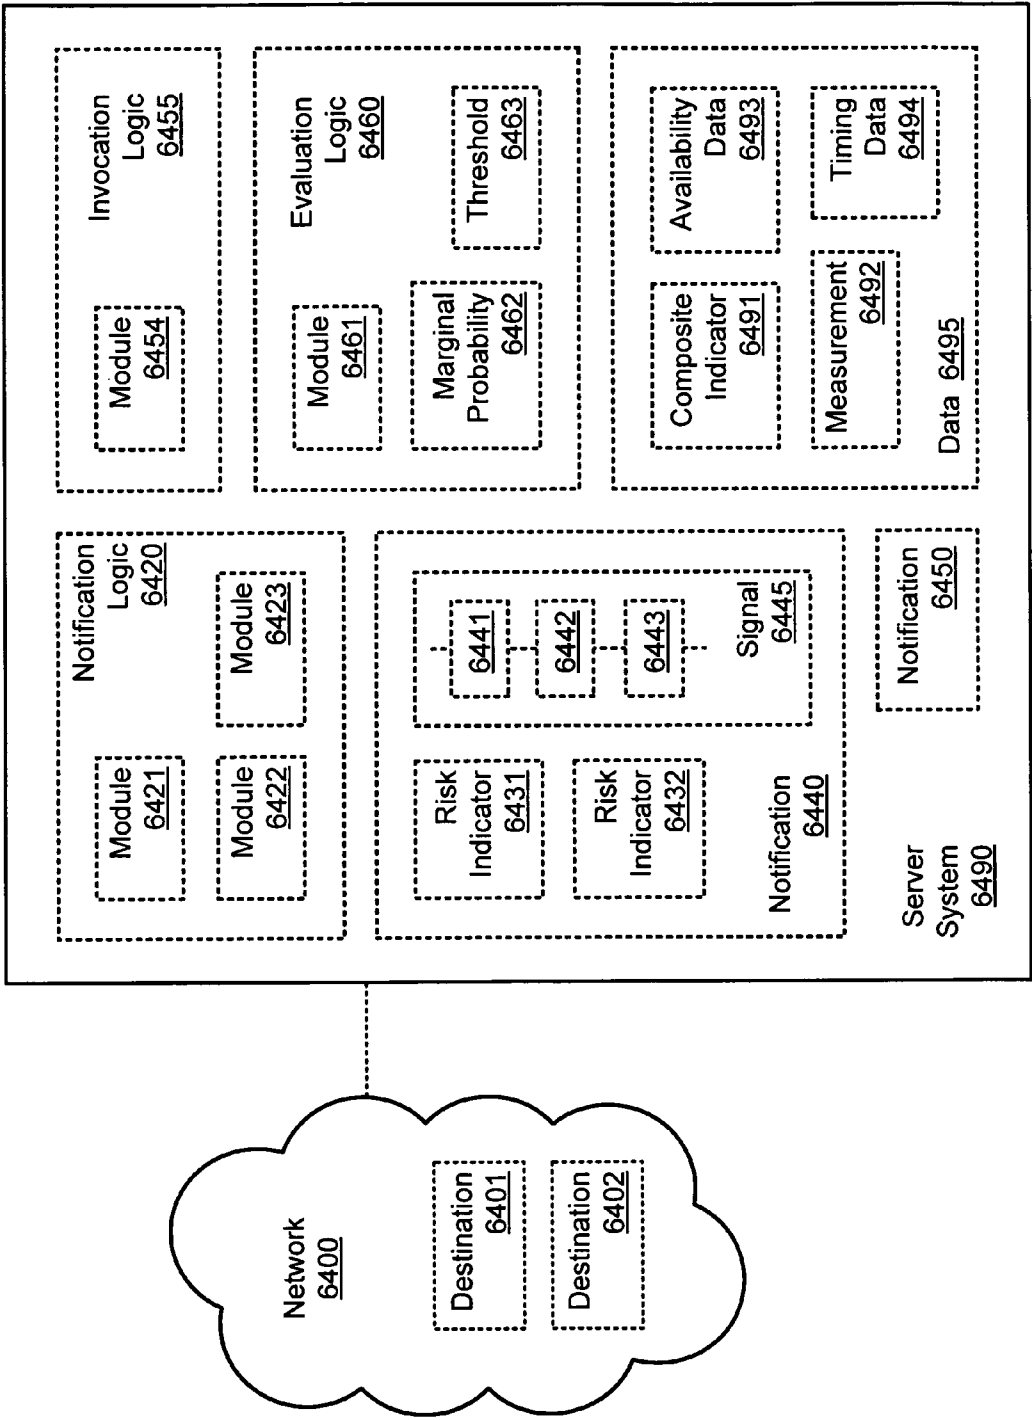 Network
6400
Destination
6401
Destination
6402
Notification
Logic
6420
Module
6421
Module
6422
Module
6423
Risk
Indicator
6431
Risk
Indicator
6432
6441
6442
6443
Signal
6445
Notification
6440
Server
System
6490
Notification
6450
Invocation
Logic
6455
Module
6454
Evaluation
Logic
6460
Module
6461
Marginal
Probability
6462
Threshold
6463
Composite
Indicator
6491
Availability
Data
6493
Measurement
6492
Timing
Data
6494
Data 6495